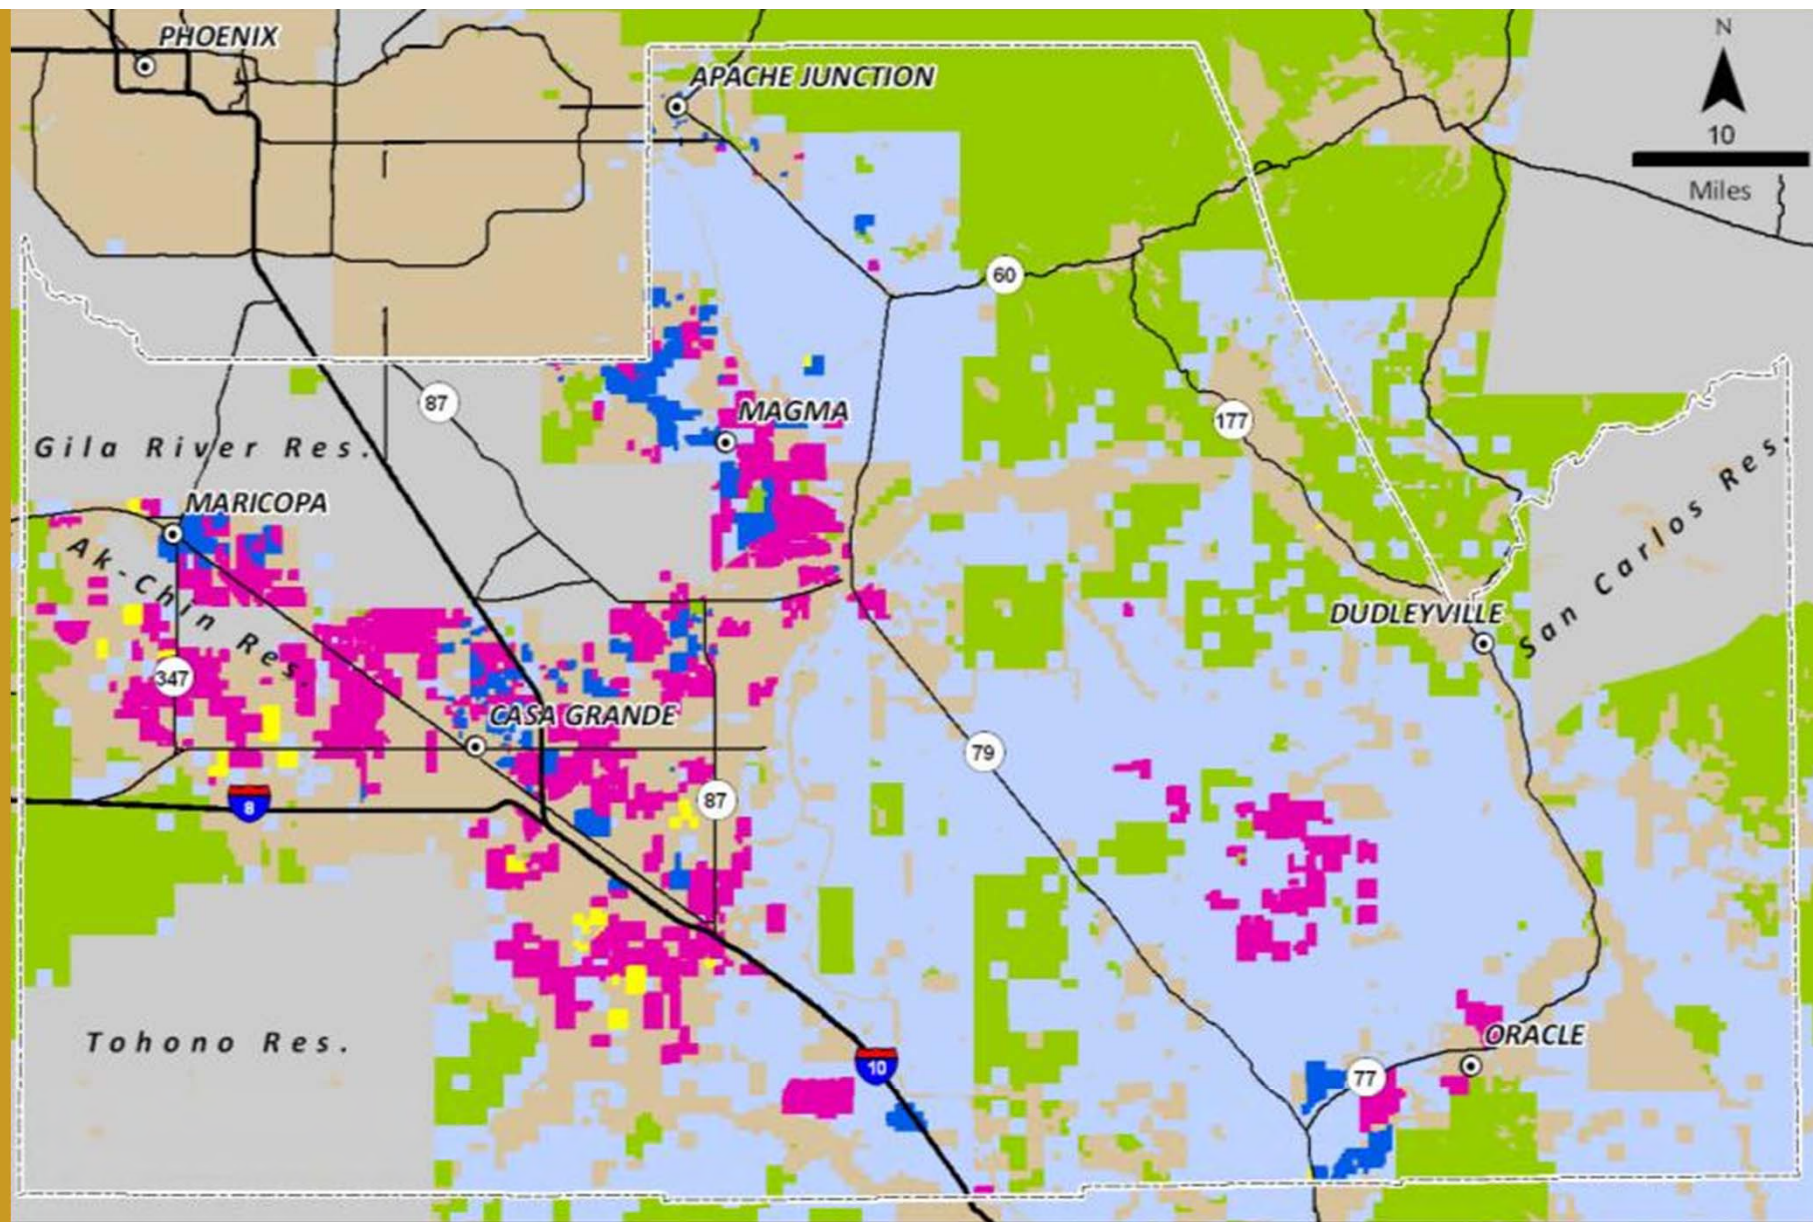 PHOENIX
APACHE JUNCTION
N
10
Miles
60
87
MAGMA
177
Gila River Res.
MARICOPA
Ak-Chin Res.
San Carlos Res.
DUDLEYVILLE
347
CASA GRANDE
79
87
8
Tohono Res.
10
77
ORACLE